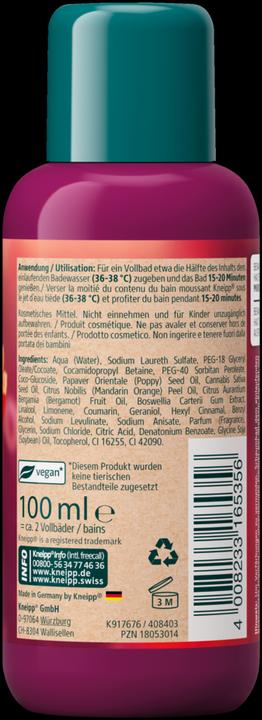 Anwendung / Utilisation: Für ein Vollbad etwa die Hälfte des Inhalts dem
einlaufenden Badewasser (36-38 °C) zugeben und das Bad 15-20 Minuten
genießen./ Verser la moitié du contenu du bain moussant Kneipp® sous
le jet d'eau tiède (36-38 °C) et profiter du bain pendant 15-20 minutes.
Kosmetisches Mittel. Nicht einnehmen und für Kinder unzugänglich
aufbewahren. / Produit cosmétique. Ne pas avaler et conserver hors de
portée des enfants. / Prodotto cosmetico. Non ingerire e tenere fuori dalla
portata dei bambini
Ingredients: Aqua (Water), Sodium Laureth Sulfate, PEG-18 Glyceryl
Oleate/Cocoate, Cocamidopropyl Betaine, PEG-40 Sorbitan Peroleate,
Coco-Glucoside, Papaver Orientale (Poppy) Seed Oil, Cannabis Sativa
Seed Oil, Citrus Nobilis (Mandarin Orange) Peel Oil, Citrus Aurantium
Bergamia (Bergamot) Fruit Oil, Boswellia Carterii Gum Extract,
Linalool, Limonene, Coumarin, Geraniol, Hexyl Cinnamal, Benzyl
Alcohol, Sodium Levulinate, Sodium Anisate, Parfum (Fragrance),
Glycerin, Sodium Chloride, Citric Acid, Denatonium Benzoate, Glycine Soja
(Soybean) Oil, Tocopherol, CI 16255, CI 42090.
vegan*
*Diesem Produkt wurden
keine tierischen
Bestandteile zugesetzt
100 ml e
= ca. 2 Vollbäder / bains
Kneipp® is a registered trademark
INFO
Kneipp®info (Intl. freecall)
00800- 56 34 77 46 36
www.kneipp.de
www.kneipp.swiss
Made in Germany by Kneipp®
Kneipp® GmbH
D-97064 Würzburg
CH-8304 Wallisellen
3 M
K917676 / 408403
PZN 18053014
4 008233 165356